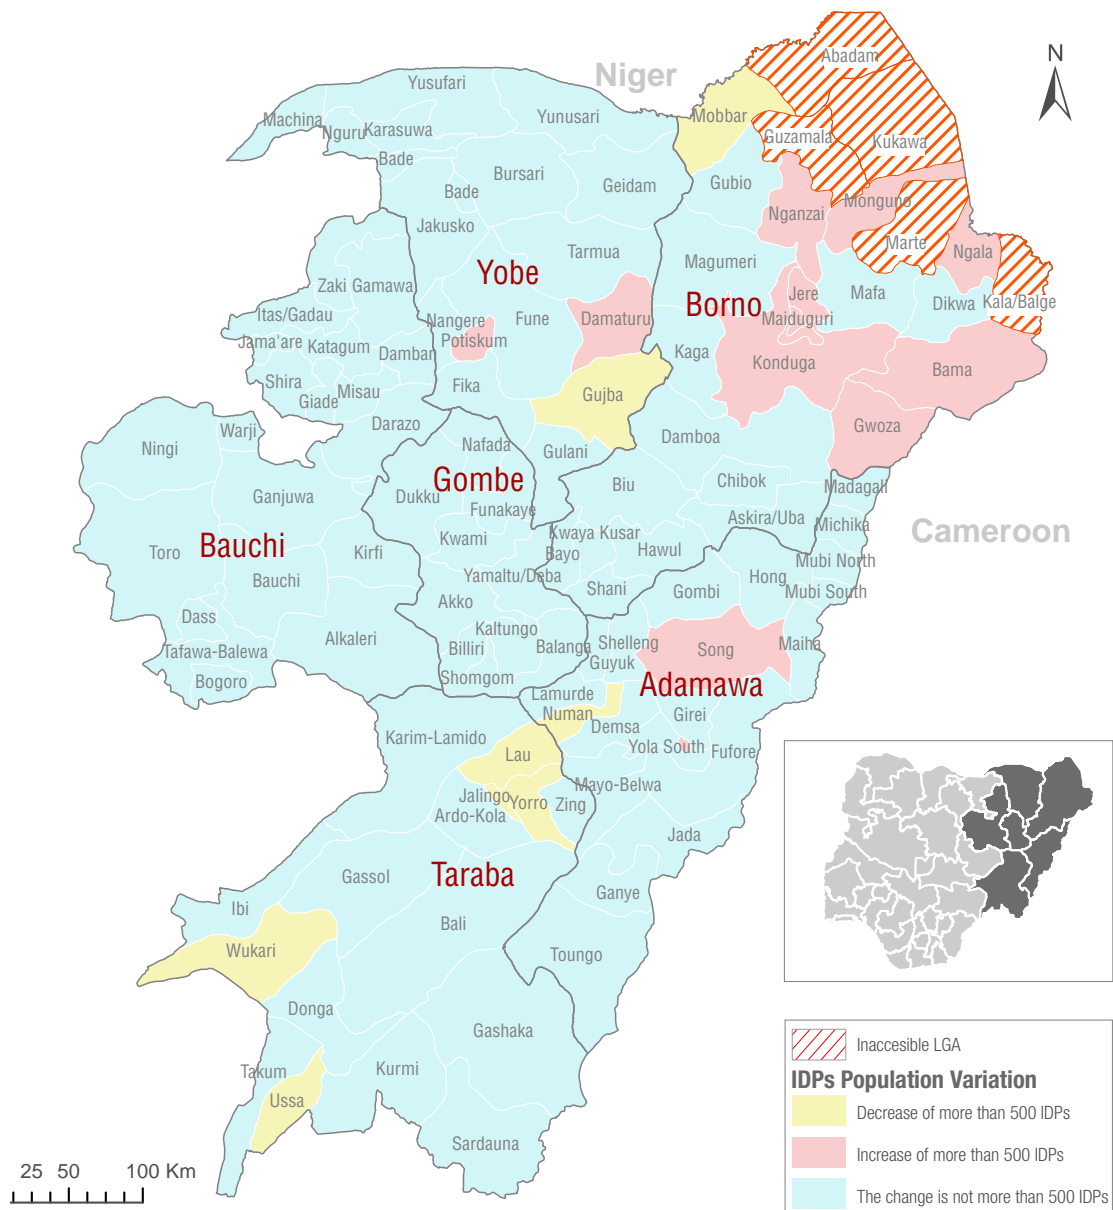 Niger
N
Abadam
Yusufari
Mobbar
Machina
Yunusari
Nguru
Karasuwa
Guzamala
Kukawa
Bade
Bursari
Geidam
Gubio
Bade
Nganzai
Monguno
Jakusko
Marte
Tarmua
Ngala
Yobe
Magumeri
Zaki
Gamawa
Borno
Jere
Mafa
Dikwa
Kala/Balge
Itas/Gadau
Nangere
Fune
Damaturu
Maiduguri
Potiskum
Jama'are
Katagum
Damban
Kaga
Konduga
Bama
Shira
Misau
Fika
Gujba
Giade
Darazo
Gwoza
Warji
Ningi
Nafada
Gulani
Damboa
Gombe
Biu
Chibok
Madagali
Ganjuwa
Dukku
Funakaye
Askira/Uba
Michika
Cameroon
Kwami
Kwaya Kusar
Toro
Bauchi
Kirfi
Bayo
Hawul
Mubi North
Bauchi
Yamaltu/Deba
Shani
Gombi
Hong
Mubi South
Akko
Dass
Kaltungo
Alkaleri
Billiri
Balanga
Shelleng
Song
Maiha
Tafawa-Balewa
Guyuk
Bogoro
Shomgom
Adamawa
Lamurde
Numan
Girei
Demsa
Karim-Lamido
Lau
Yola South
Fufore
Mayo-Belwa
Jalingo
Yorro
Zing
Ardo-Kola
Jada
Taraba
Gassol
Ganye
Ibi
Bali
Wukari
Toungo
Donga
Gashaka
Takum
Kurmi
Ussa
Sardauna
Inaccesible LGA
IDPs Population Variation
Decrease of more than 500 IDPs
Increase of more than 500 IDPs
The change is not more than 500 IDPs
25 50 100 Km